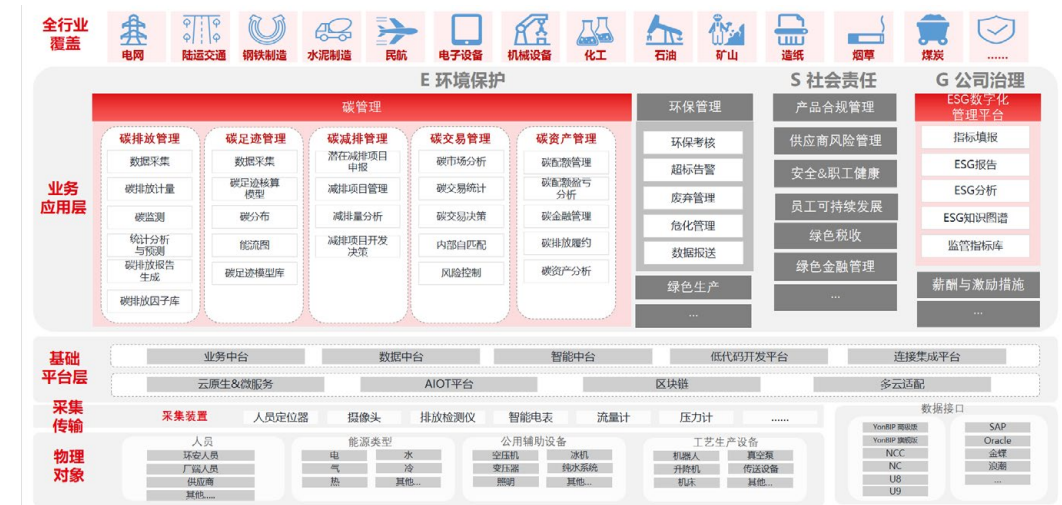 全行业
覆盖
电网
陆运交通
钢铁制造
水泥制造
民航
电子设备
机械设备
化工
石油
矿山
造纸
烟草
煤炭
……
业务
应用层
E 环境保护
碳管理
碳排放管理
数据采集
碳排放计量
碳监测
统计分析
与预测
碳排放报告
生成
碳排放因子库
碳足迹管理
数据采集
碳足迹核算
模型
碳分布
能流图
碳足迹模型库
碳减排管理
潜在减排项目
申报
减排项目管理
减排量分析
减排项目开发
决策
碳交易管理
碳市场分析
碳交易统计
碳交易决策
内部自匹配
风险控制
碳资产管理
碳配额管理
碳配额盈亏
分析
碳金融管理
碳排放履约
碳资产分析
环保管理
环保考核
超标告警
废弃管理
危化管理
数据报送
绿色生产
...
S 社会责任
产品合规管理
供应商风险管理
安全&职工健康
员工可持续发展
绿色税收
绿色金融管理
...
G 公司治理
ESG数字化
管理平台
指标填报
ESG报告
ESG分析
ESG知识图谱
监管指标库
薪酬与激励措施
...
基础
平台层
业务中台
数据中台
智能中台
低代码开发平台
连接集成平台
云原生&微服务
AIOT平台
区块链
多云适配
采集
传输
采集装置
人员定位器
摄像头
排放检测仪
智能电表
流量计
压力计
……
物理
对象
人员
环安人员
厂端人员
供应商
其他.....
能源类型
电
水
气
冷
热
其他...
公用辅助设备
空压机
冰机
变压器
纯水系统
照明
其他...
工艺生产设备
机器人
真空泵
升降机
传送设备
机床
其他...
数据接口
YonBIP 高级版
YonBIP 旗舰版
NCC
NC
U8
U9
SAP
Oracle
金蝶
浪潮
...